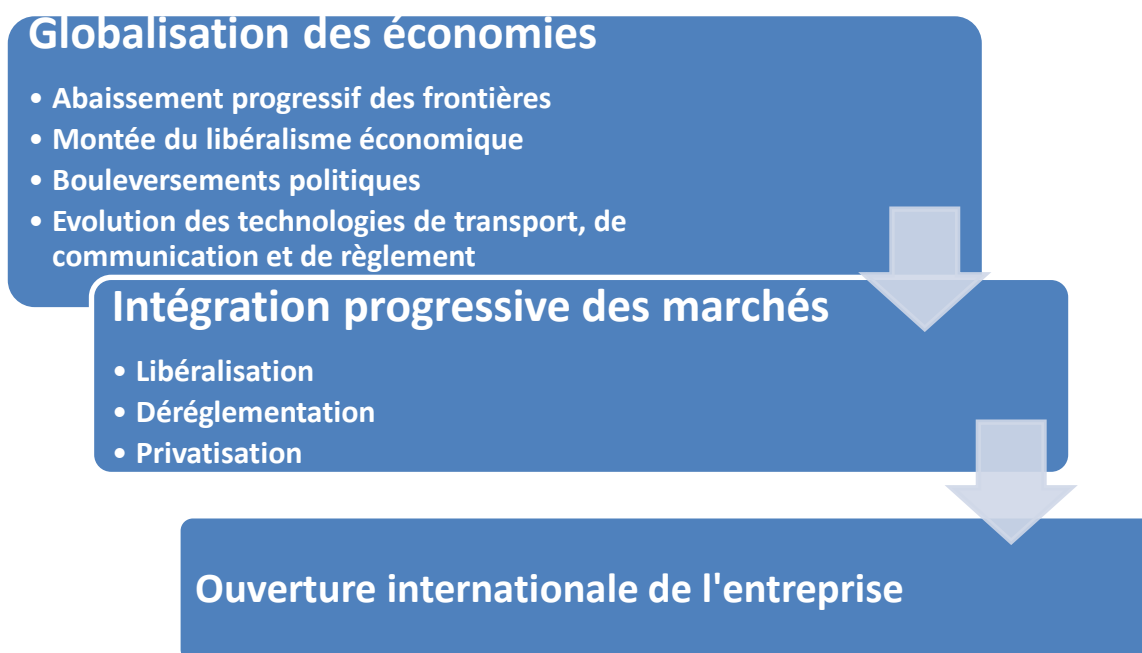 Globalisation des économies
• Abaissement progressif des frontières
• Montée du libéralisme économique
• Bouleversements politiques
• Evolution des technologies de transport, de
communication et de règlement
Intégration progressive des marchés
• Libéralisation
• Déréglementation
• Privatisation
Ouverture internationale de l'entreprise